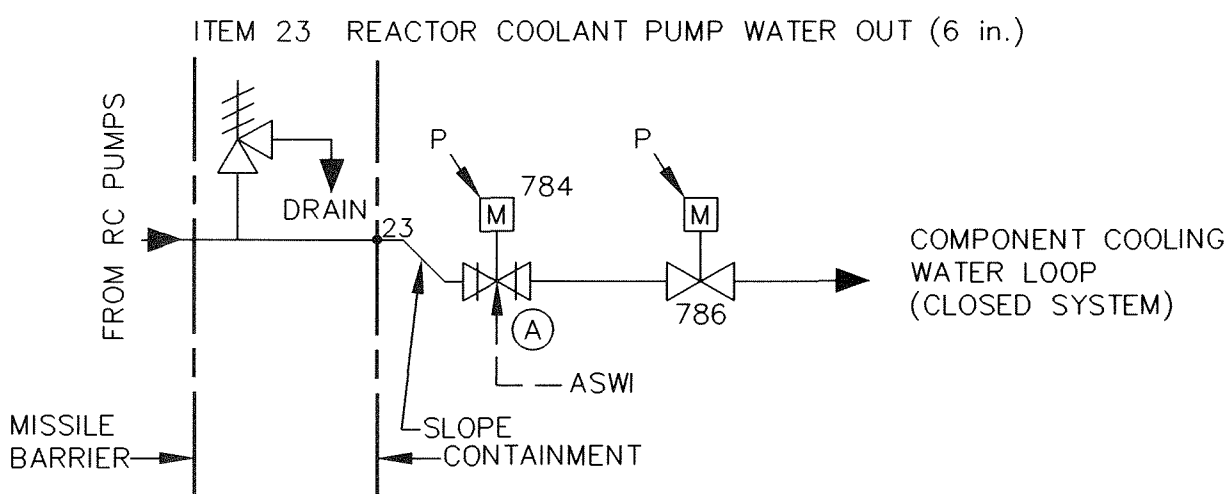 ITEM 23 REACTOR COOLANT PUMP WATER OUT (6 in.)
FROM RC PUMPS
DRAIN
23
P
M
784
A
ASWI
P
M
786
COMPONENT COOLING
WATER LOOP
(CLOSED SYSTEM)
SLOPE
MISSILE
BARRIER
CONTAINMENT